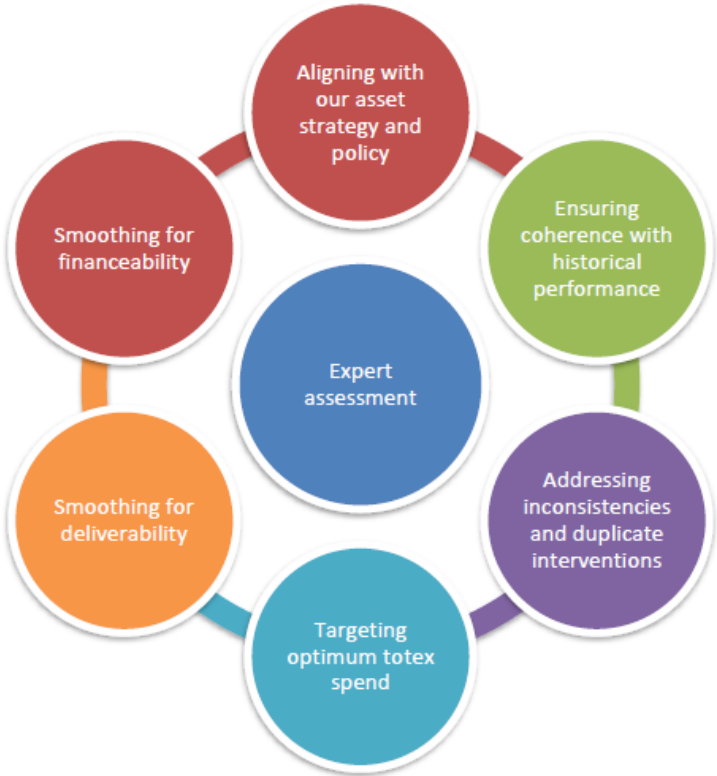 Aligning with
our asset
strategy and
policy
Ensuring
coherence with
historical
performance
Smoothing for
financeability
Expert
assessment
Addressing
inconsistencies
and duplicate
interventions
Smoothing for
deliverability
Targeting
optimum totex
spend